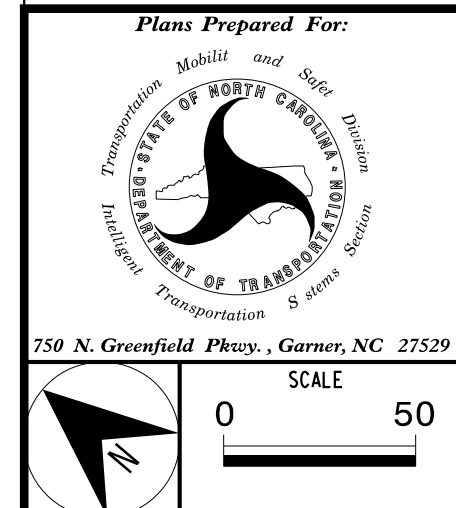 Plans Prepared For:
Transportation Mobilit and Safet Division
STATE OF NORTH CAROLINA
DEPARTMENT OF TRANSPORTATION
Intelligent Transportation S stems Section
750 N. Greenfield Pkwy. , Garner, NC 27529
N
SCALE
0 50